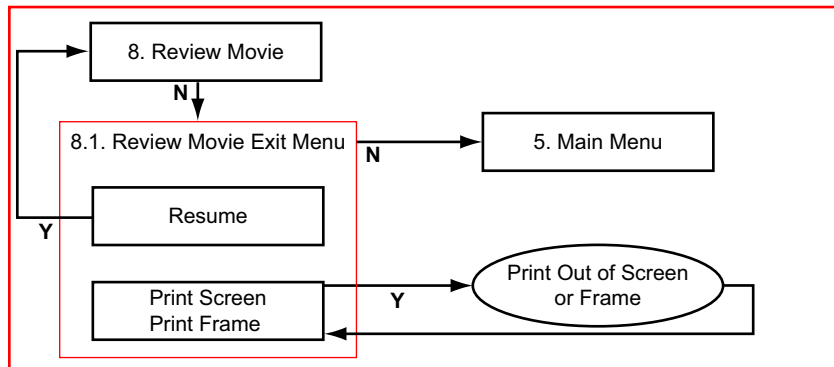 8. Review Movie
N
8.1. Review Movie Exit Menu
N
5. Main Menu
Resume
Y
Print Screen
Print Frame
Y
Print Out of Screen
or Frame